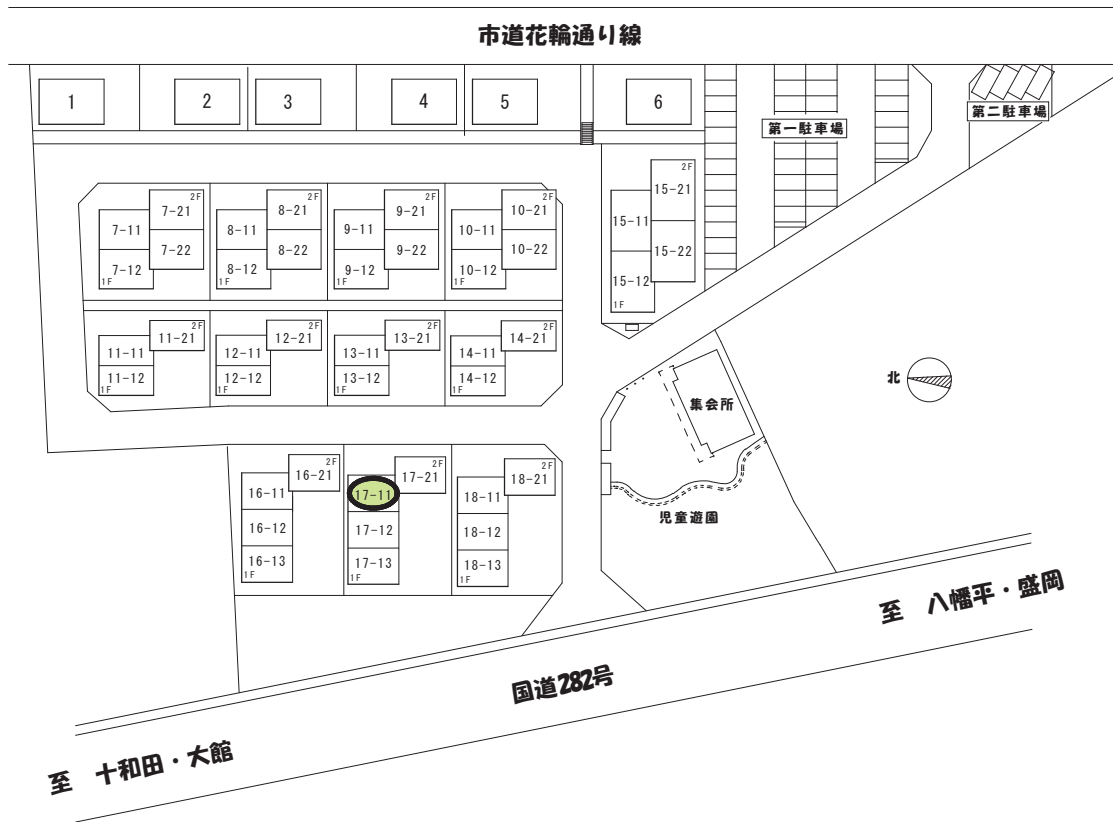 市道花輪通り線
1
2
3
4
5
6
第一駐車場
第二駐車場
7-11
7-12
1F
2F
7-21
7-22
8-11
8-12
1F
2F
8-21
8-22
9-11
9-12
1F
2F
9-21
9-22
10-11
10-12
1F
2F
10-21
10-22
15-11
15-12
1F
2F
15-21
15-22
11-11
11-12
1F
2F
11-21
12-11
12-12
1F
2F
12-21
13-11
13-12
1F
2F
13-21
14-11
14-12
1F
2F
14-21
北
集会所
児童遊園
16-11
16-12
16-13
1F
2F
16-21
17-11
17-12
17-13
1F
2F
17-21
18-11
18-12
18-13
1F
2F
18-21
至 八幡平・盛岡
国道282号
至 十和田・大館